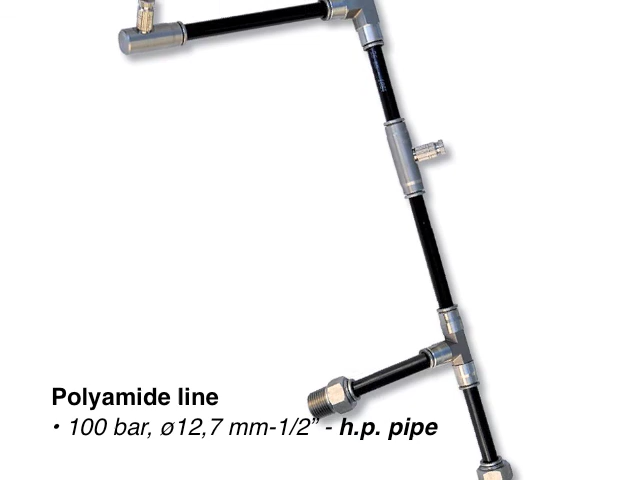 Polyamide line
• 100 bar, ø12,7 mm-1/2” - h.p. pipe